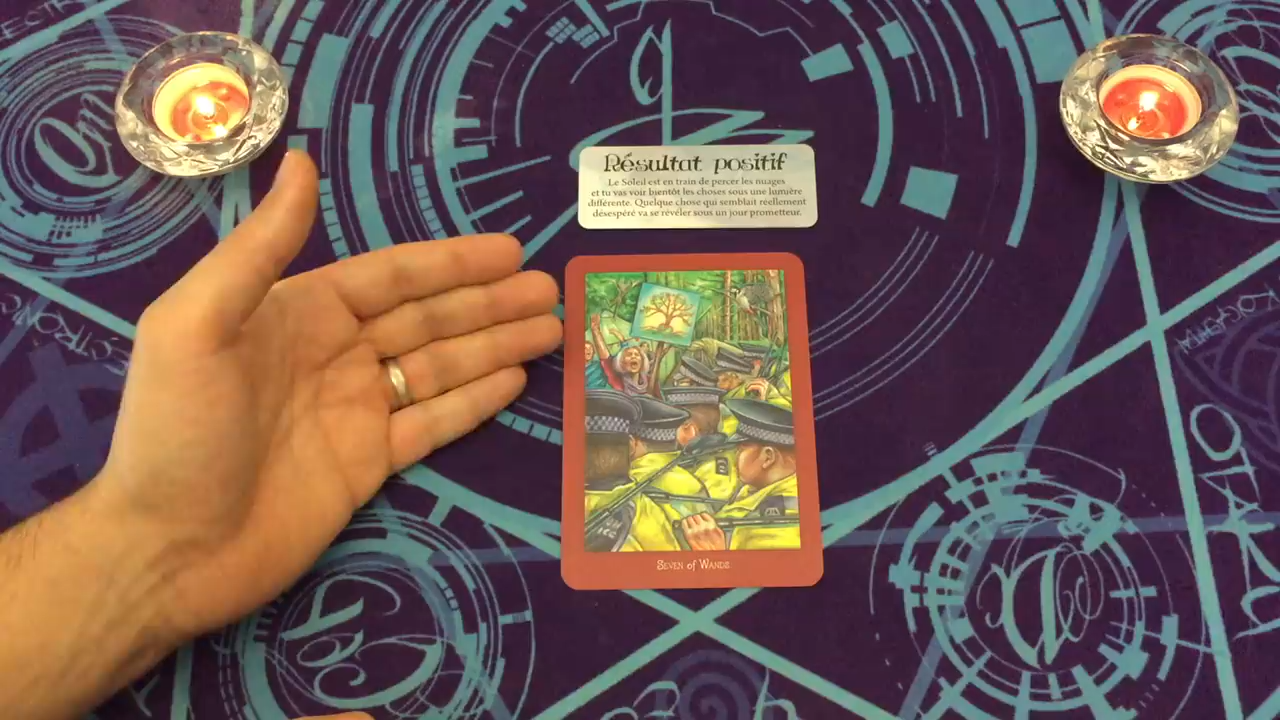 Résultat positif
Le Soleil est en train de percer les nuages
et tu vas voir bientôt les choses sous une lumière
différente. Quelque chose qui semblait réellement
désespéré va se révéler sous un jour prometteur.
Seven of Wands